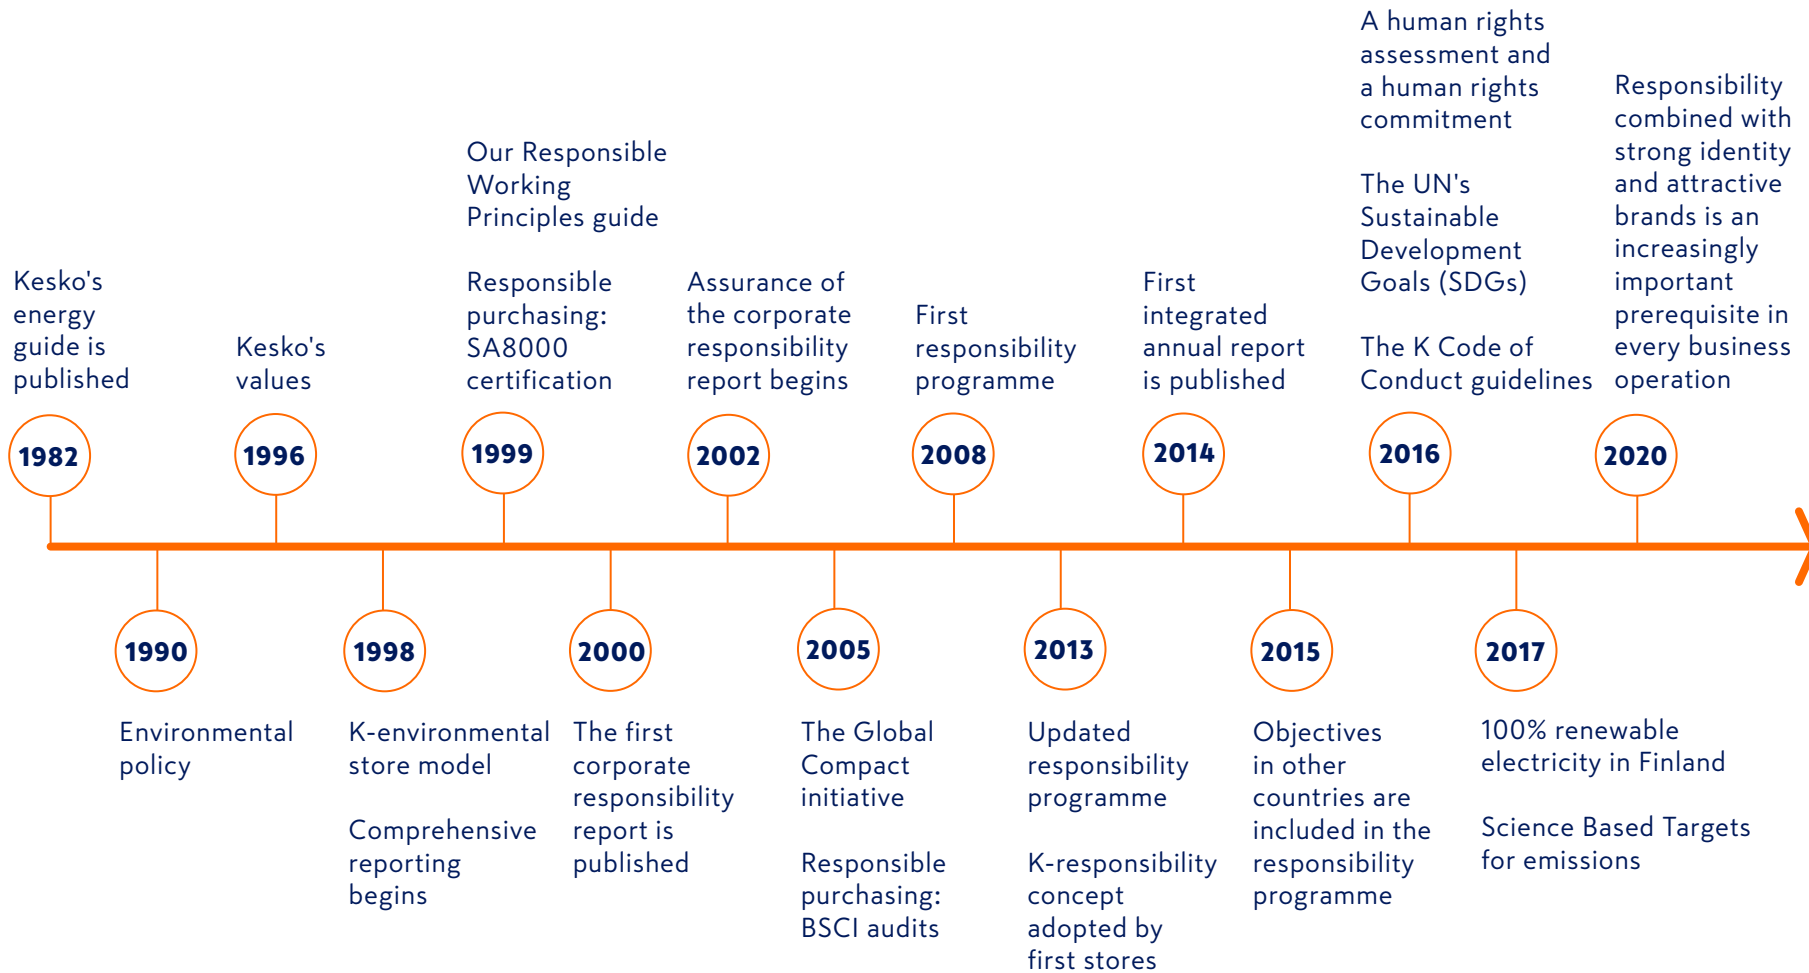 Kesko's
energy
guide is
published
1982
Environmental
policy
1990
Kesko's
values
1996
K-environmental
store model
Comprehensive
reporting
begins
1998
Our Responsible
Working
Principles guide
Responsible
purchasing:
SA8000
certification
1999
The first
corporate
responsibility
report is
published
2000
Assurance of
the corporate
responsibility
report begins
2002
The Global
Compact
initiative
Responsible
purchasing:
BSCI audits
2005
First
responsibility
programme
2008
Updated
responsibility
programme
K-responsibility
concept
adopted by
first stores
2013
First
integrated
annual report
is published
2014
Objectives
in other
countries are
included in the
responsibility
programme
2015
A human rights
assessment and
a human rights
commitment
The UN's
Sustainable
Development
Goals (SDGs)
The K Code of
Conduct guidelines
2016
100% renewable
electricity in Finland
Science Based Targets
for emissions
2017
Responsibility
combined with
strong identity
and attractive
brands is an
increasingly
important
prerequisite in
every business
operation
2020